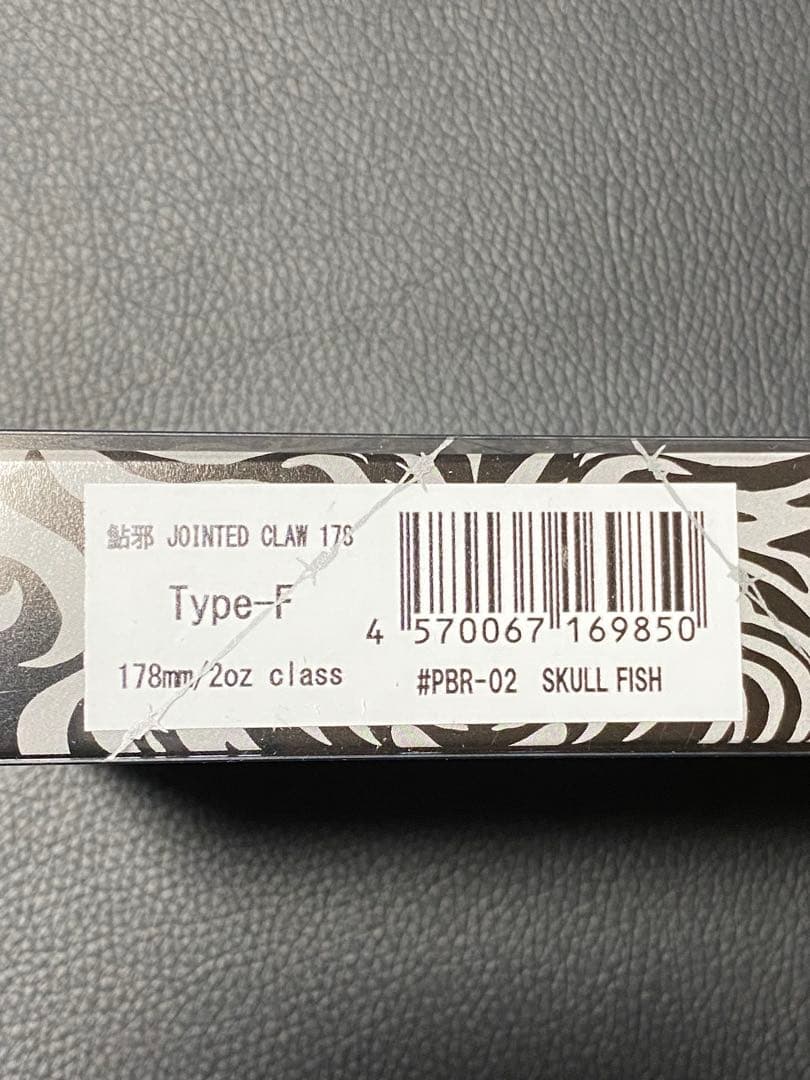 鮎邪 JOINTED CLAW 178
Type-F
178mm/2oz class
4 570067 169850
#PBR-02 SKULL FISH